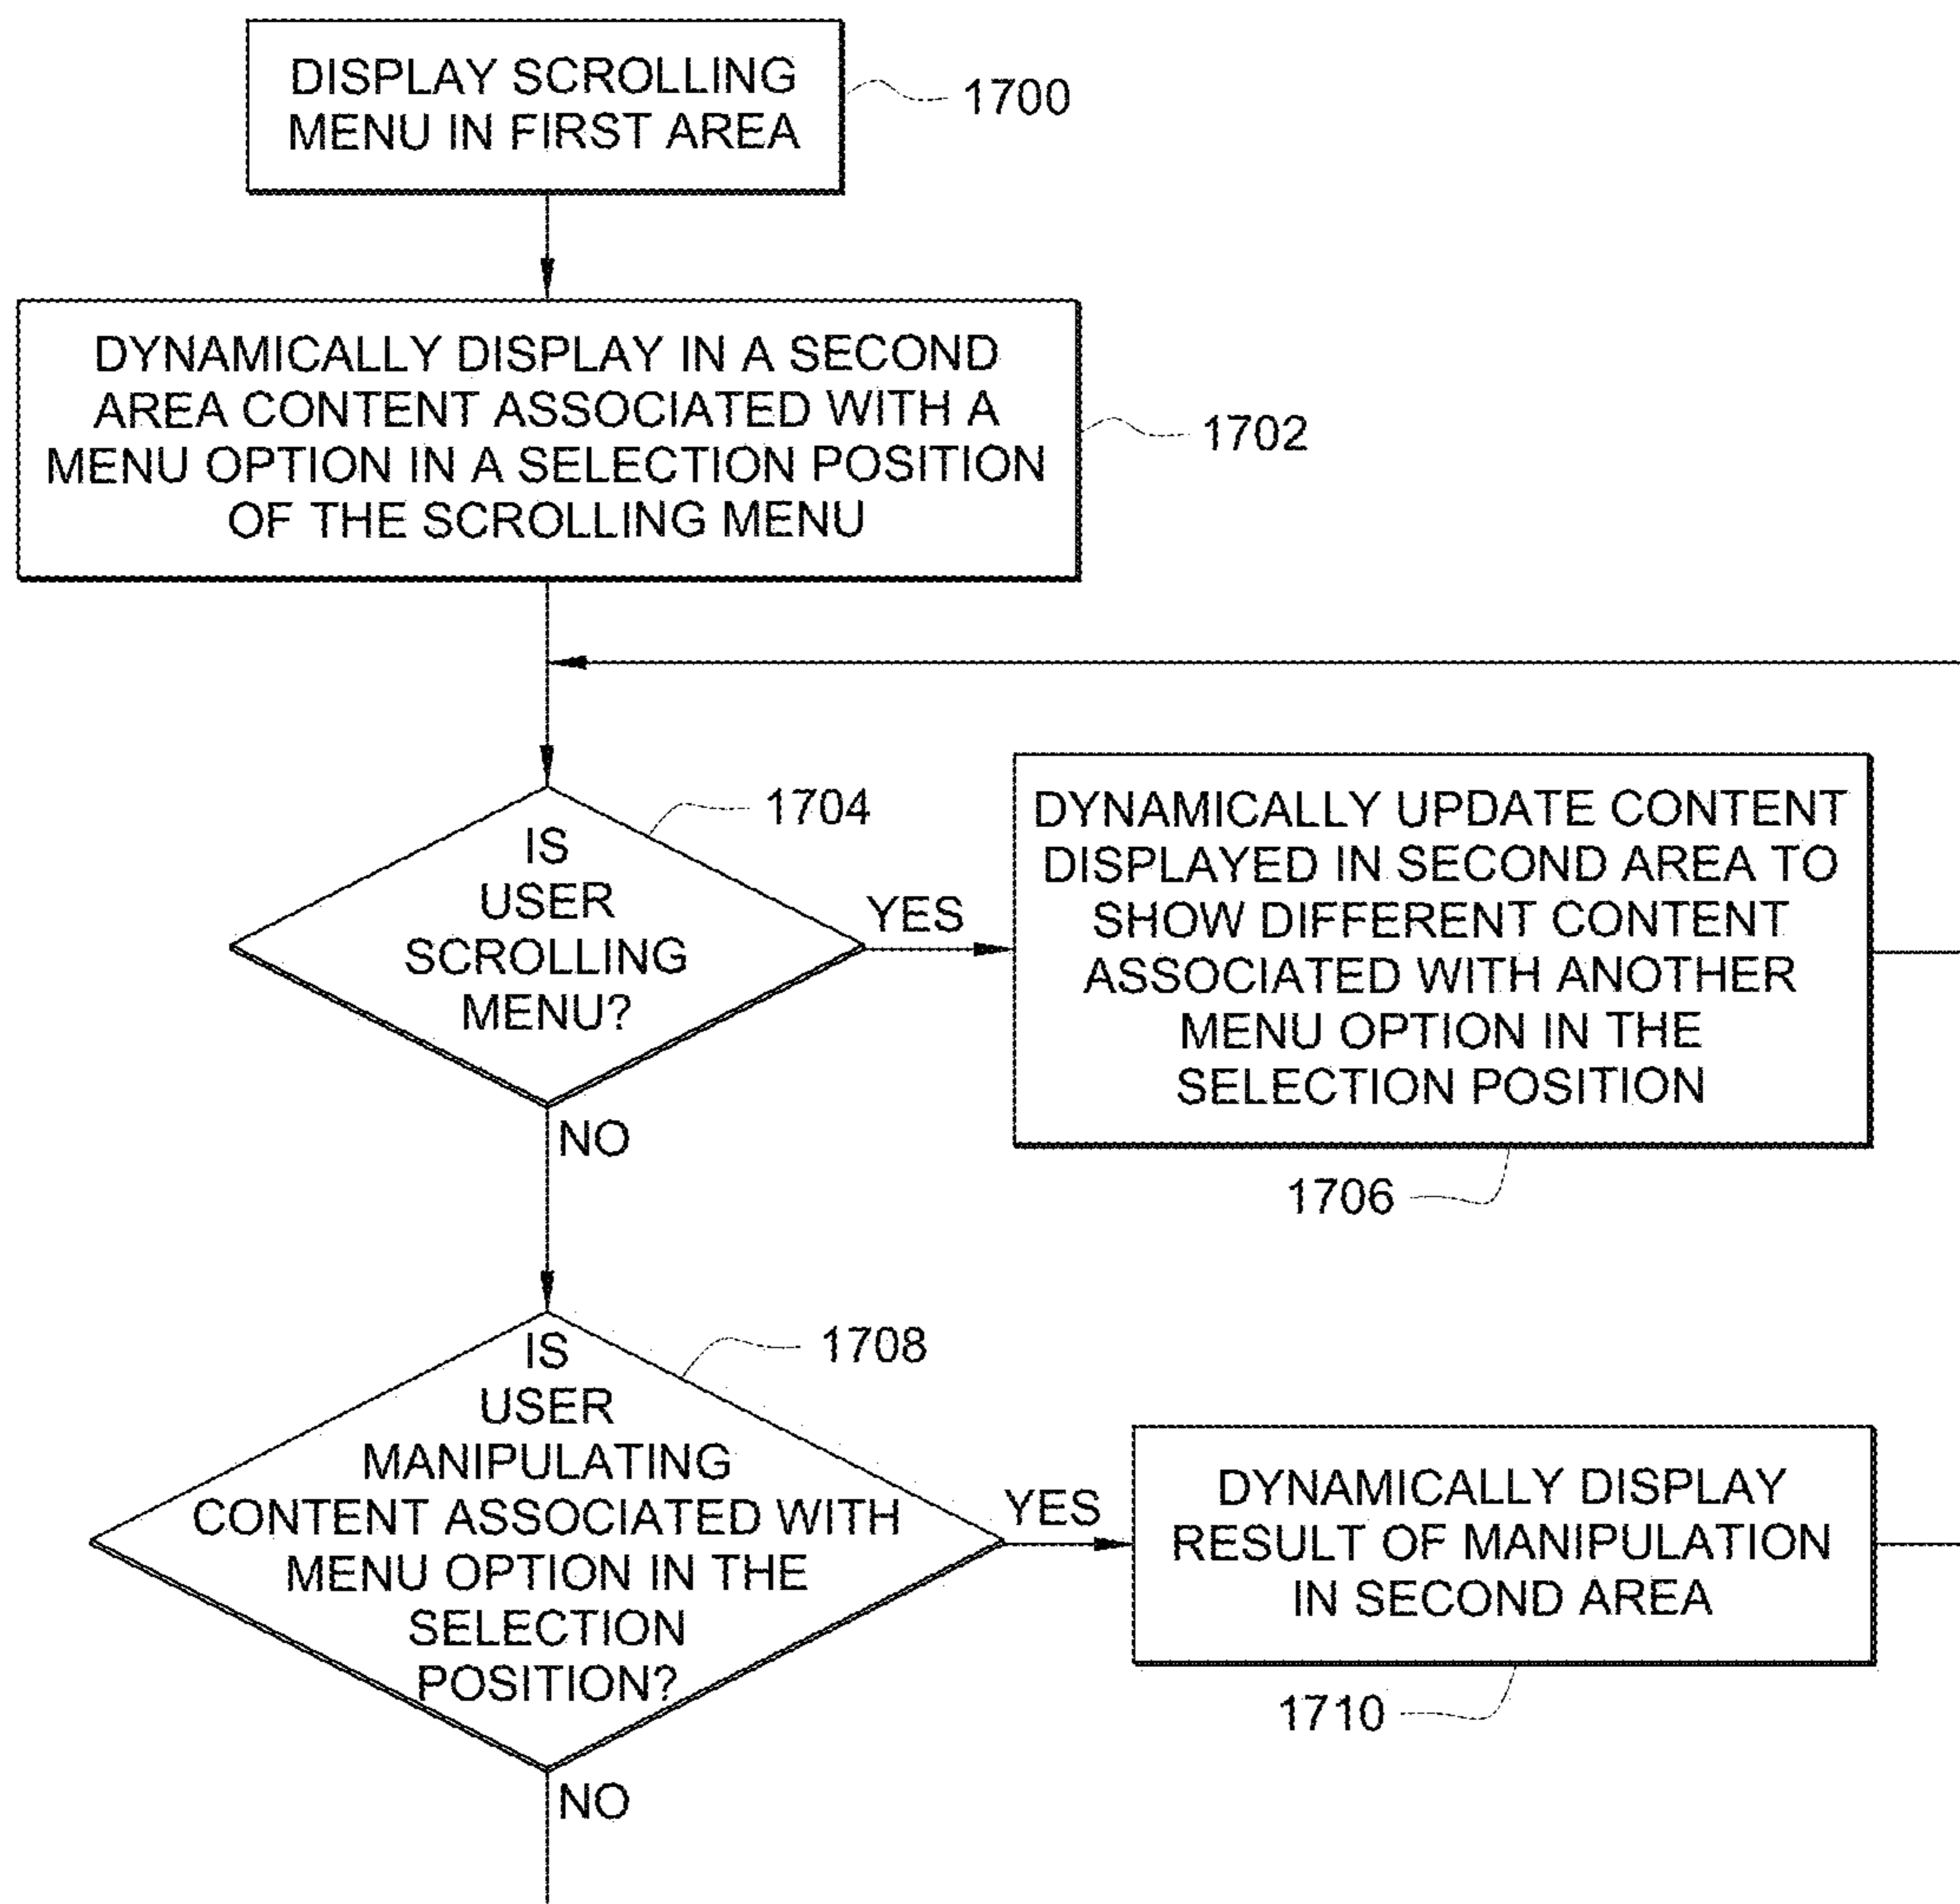 DISPLAY SCROLLING
MENU IN FIRST AREA
1700
DYNAMICALLY DISPLAY IN A SECOND
AREA CONTENT ASSOCIATED WITH A
MENU OPTION IN A SELECTION POSITION
OF THE SCROLLING MENU
1702
IS
USER
SCROLLING
MENU?
1704
YES
NO
DYNAMICALLY UPDATE CONTENT
DISPLAYED IN SECOND AREA TO
SHOW DIFFERENT CONTENT
ASSOCIATED WITH ANOTHER
MENU OPTION IN THE
SELECTION POSITION
1706
IS
USER
MANIPULATING
CONTENT ASSOCIATED WITH
MENU OPTION IN THE
SELECTION
POSITION?
1708
YES
NO
DYNAMICALLY DISPLAY
RESULT OF MANIPULATION
IN SECOND AREA
1710